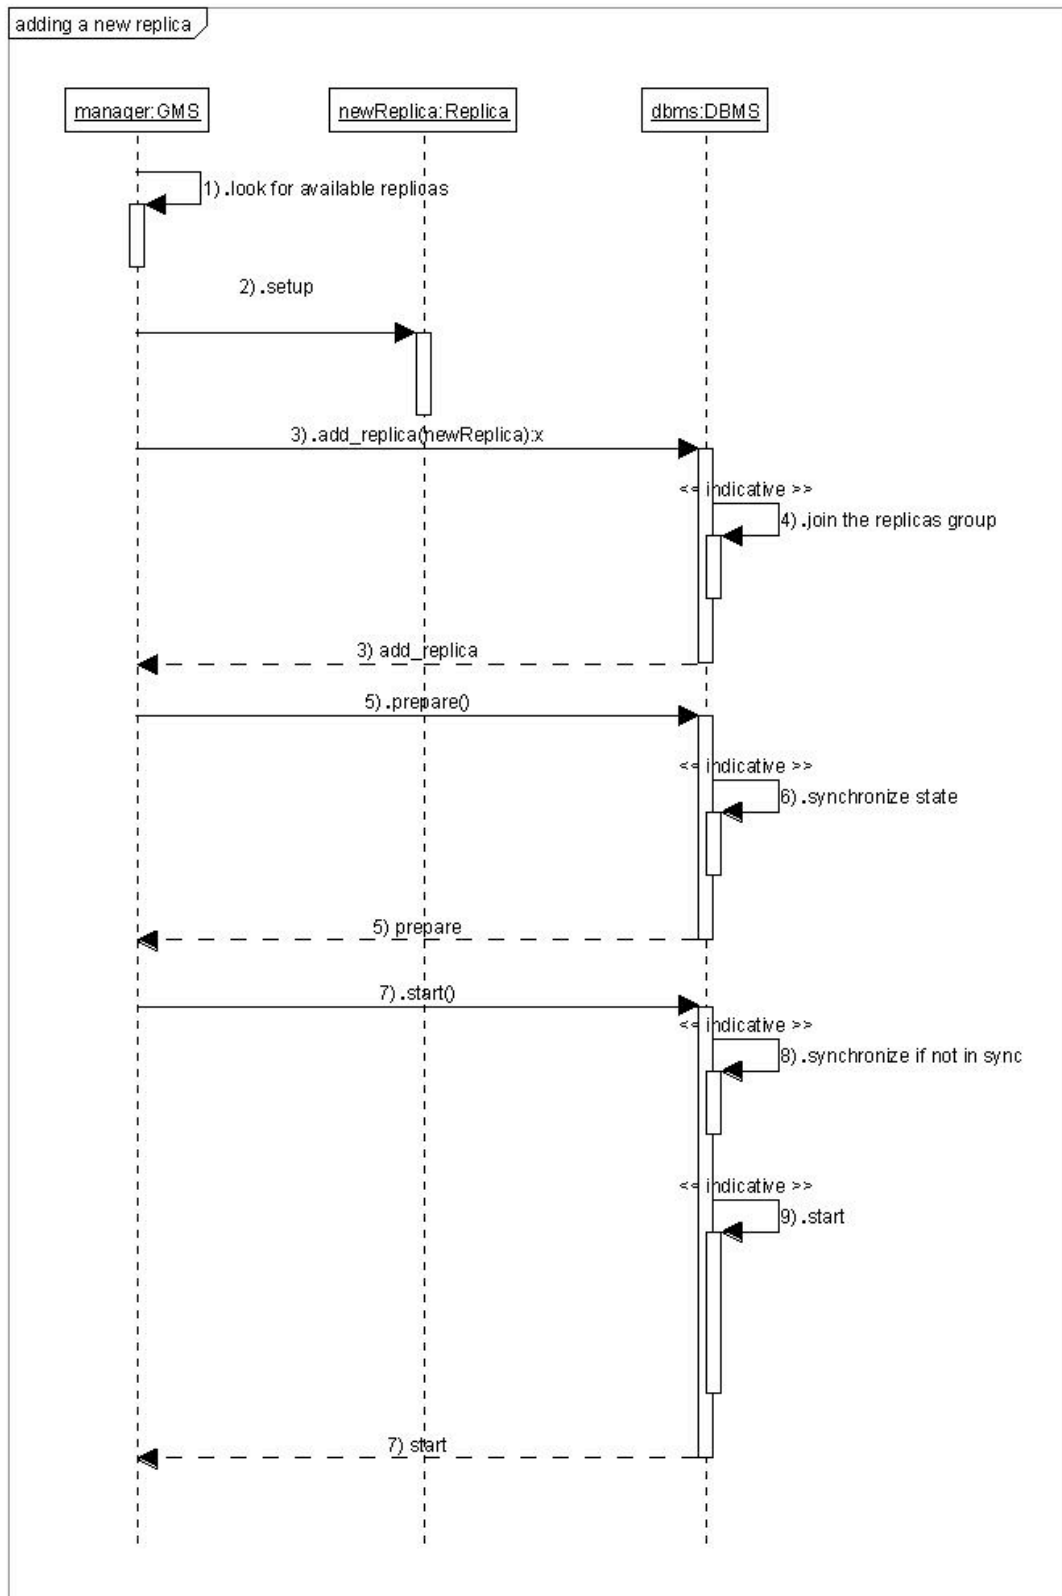 adding a new replica
manager:GMS
newReplica:Replica
dbms:DBMS
1).look for available replicas
2).setup
3).add_replica(newReplica):x
<< indicative >>
4).join the replicas group
3) add_replica
5).prepare()
<< indicative >>
6).synchronize state
5) prepare
7).start()
<< indicative >>
8).synchronize if not in sync
<< indicative >>
9).start
7) start